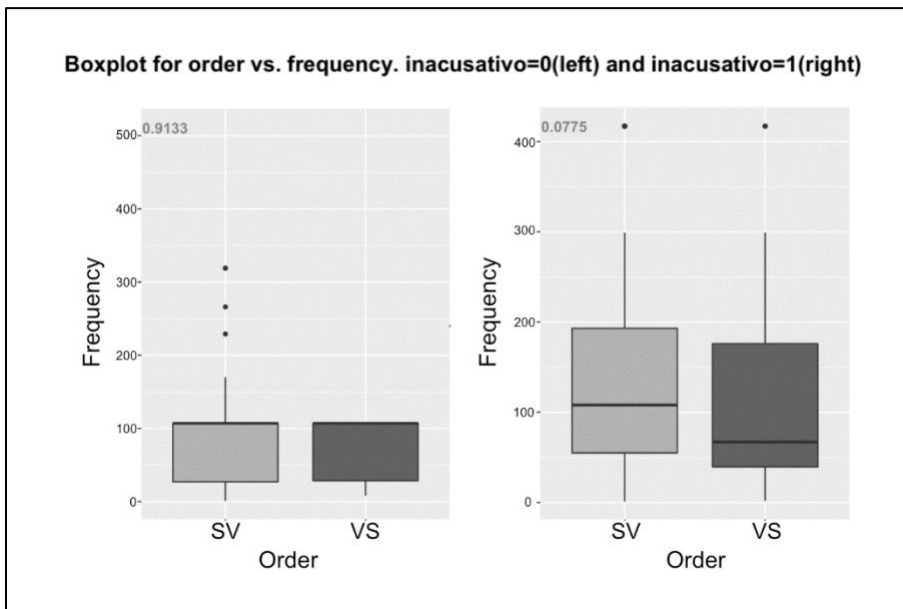 Boxplot for order vs. frequency. inacusativo=0(left) and inacusativo=1(right)
0.9133
500
400
300
200
100
0
Frequency
SV
VS
Order
0.0775
400
300
200
100
0
Frequency
SV
VS
Order